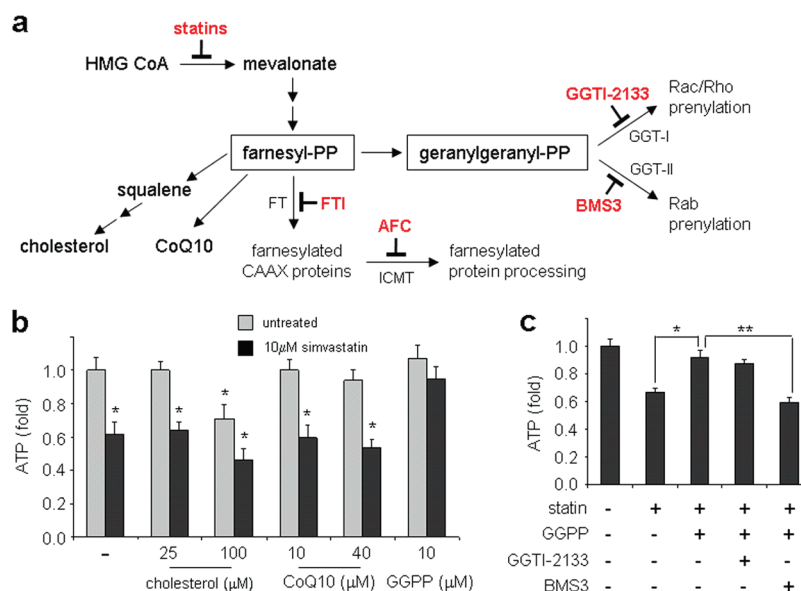 a
statins
HMG CoA mevalonate
GGTI-2133 Rac/Rho
prenylation
GGT-I
farnesyl-PP geranylgeranyl-PP
GGT-II
squalene
FT FTI
BMS3 Rab
prenylation
AFC
cholesterol CoQ10
farnesylated
CAAX proteins
ICMT
farnesylated
protein processing
b
untreated
10μM simvastatin
ATP (fold)
1.0
0.8
0.6
0.4
0.2
0.0
* * * * * *
- 25 100 10 40 10
cholesterol (μM) CoQ10 (μM) GGPP (μM)
c
* **
ATP (fold)
1.0
0.8
0.6
0.4
0.2
0.0
statin - + + + +
GGPP - - + + +
GGTI-2133 - - - + -
BMS3 - - - - +